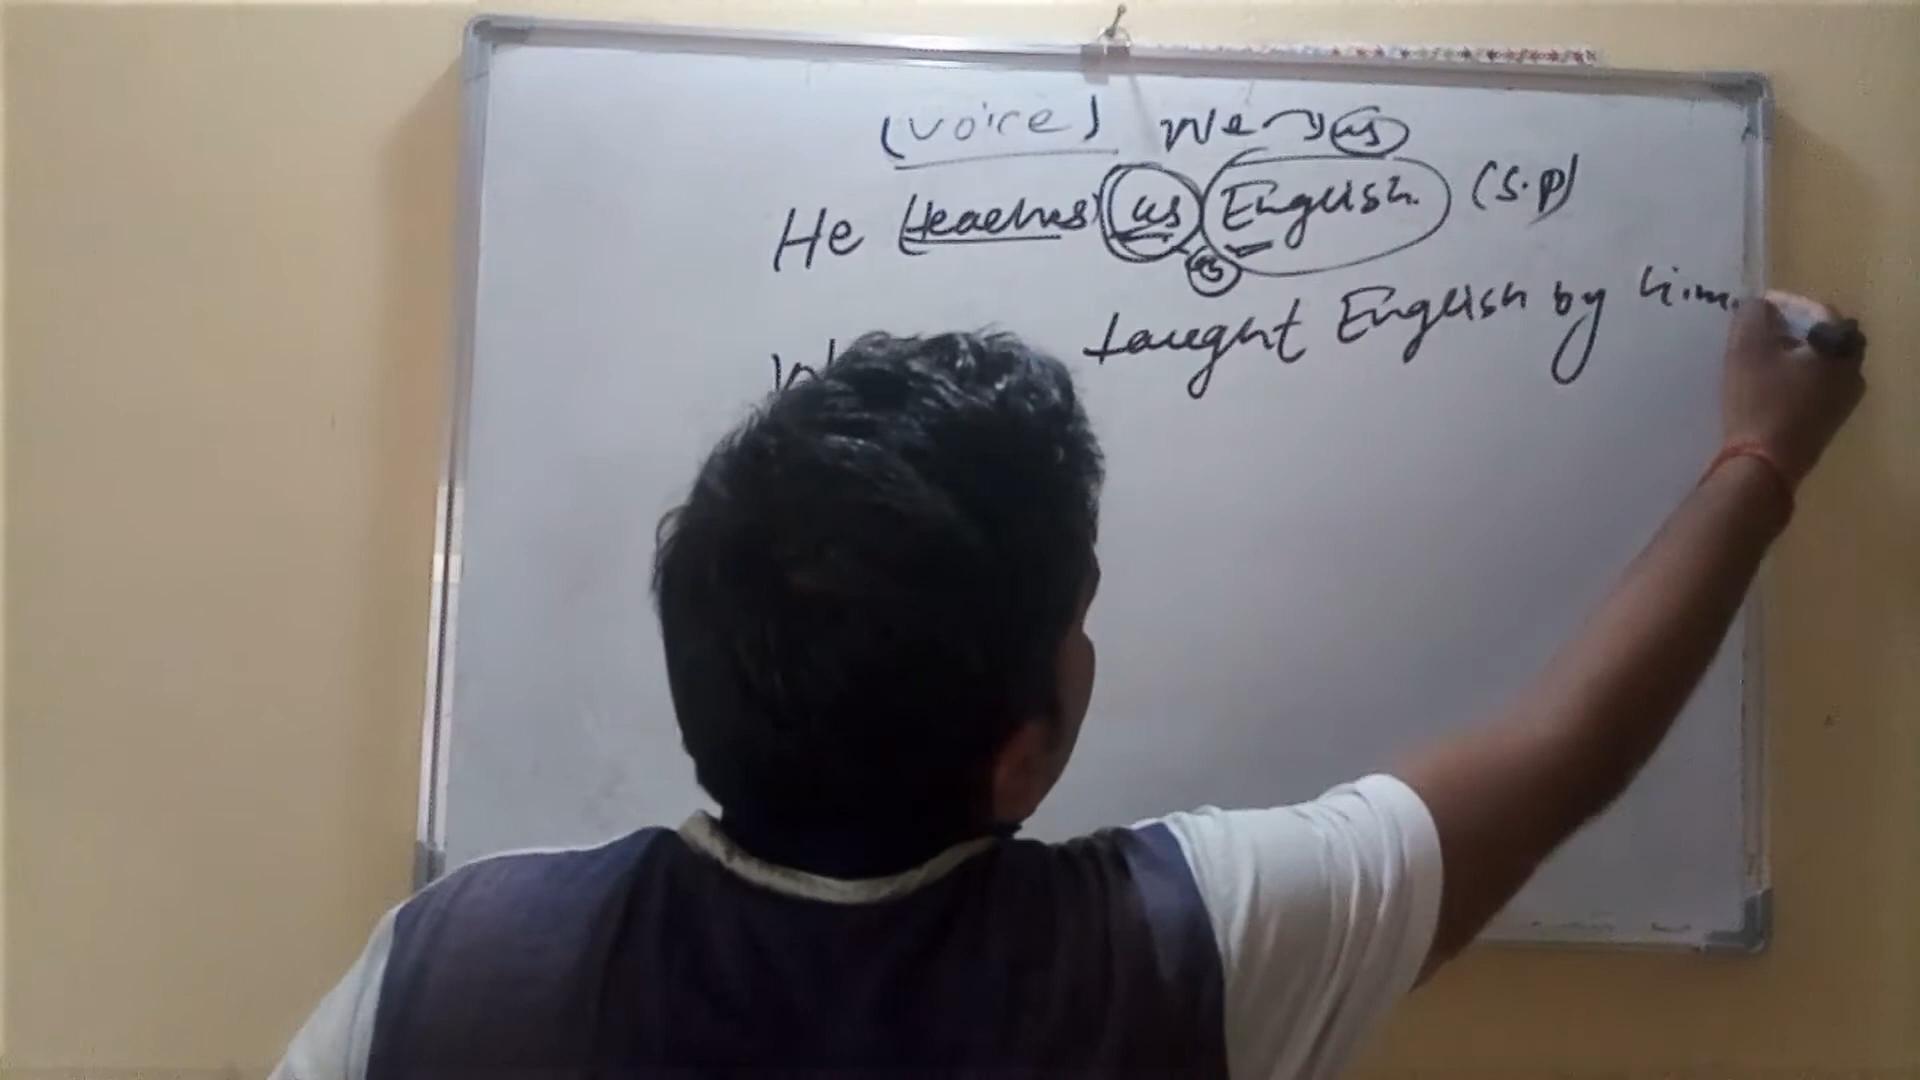 (voice) We → us
He teaches us English. (S.P)
taught English by him.